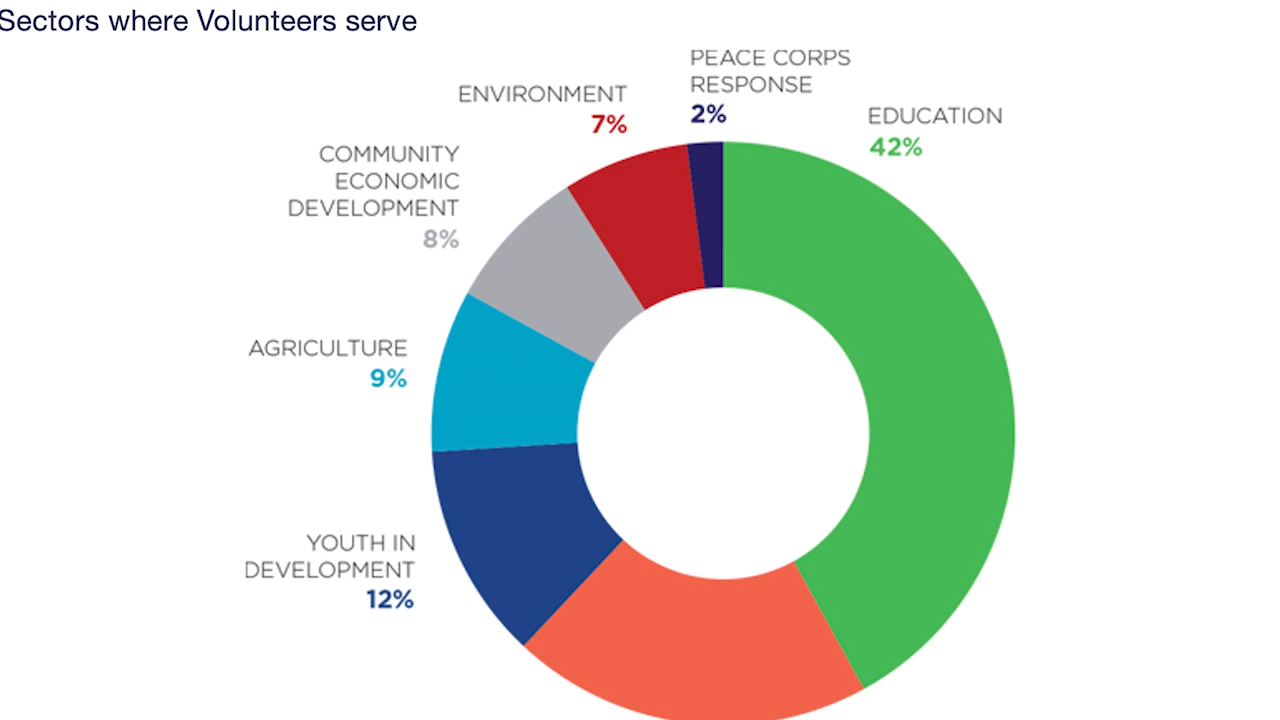 Sectors where Volunteers serve
PEACE CORPS
RESPONSE
2%
ENVIRONMENT
7%
EDUCATION
42%
COMMUNITY
ECONOMIC
DEVELOPMENT
8%
AGRICULTURE
9%
YOUTH IN
DEVELOPMENT
12%